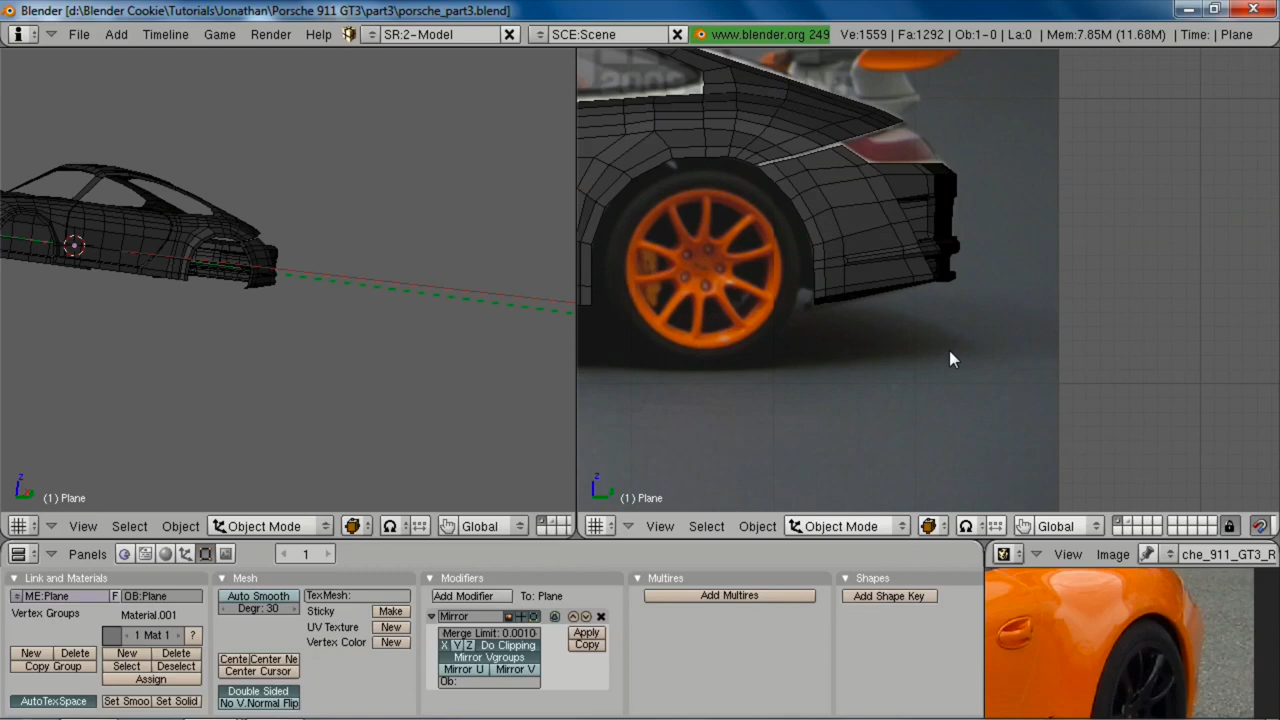 Blender [d:\Blender Cookie\Tutorials\Jonathan\Porsche 911 GT3\part3\porsche_part3.blend]
File Add Timeline Game Render Help SR:2-Model SCE:Scene www.blender.org 249 Ve:1559 | Fa:1292 | Ob:1-0 | La:0 | Mem:7.85M (11.68M) | Time: | Plane
z
(1) Plane
z
(1) Plane
View Select Object Object Mode Global
View Select Object Object Mode Global
Panels 1
View Image che_911_GT3_R
Link and Materials
ME:Plane F OB:Plane
Vertex Groups Material.001
1 Mat 1 ?
New Delete New Delete
Copy Group Select Deselect
Assign
AutoTexSpace Set Smoo Set Solid
Mesh
Auto Smooth TexMesh:
Degr: 30 Sticky Make
UV Texture New
Vertex Color New
Cente Center Ne
Center Cursor
Double Sided
No V.Normal Flip
Modifiers
Add Modifier To: Plane
Mirror
Merge Limit: 0.0010 Apply
X Y Z Do Clipping Copy
Mirror Vgroups
Mirror U Mirror V
Ob:
Multires
Add Multires
Shapes
Add Shape Key